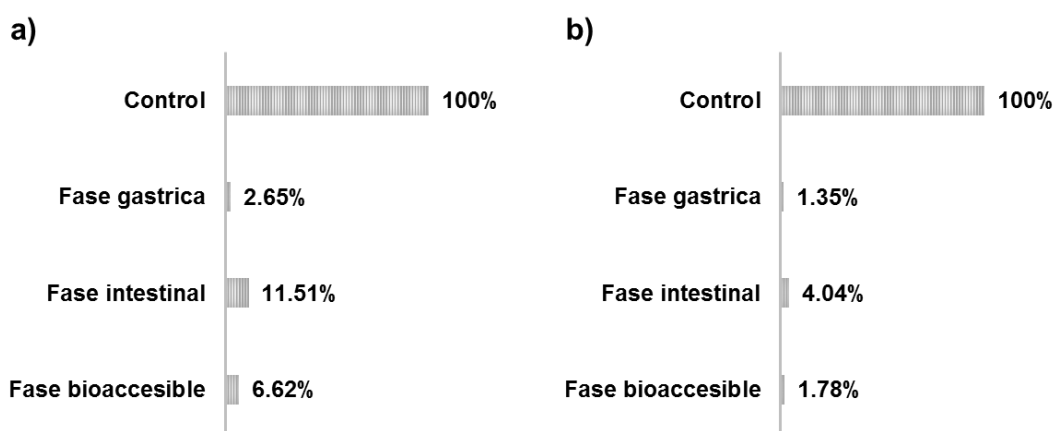 a)
Control 100%
Fase gastrica 2.65%
Fase intestinal 11.51%
Fase bioaccesible 6.62%
b)
Control 100%
Fase gastrica 1.35%
Fase intestinal 4.04%
Fase bioaccesible 1.78%